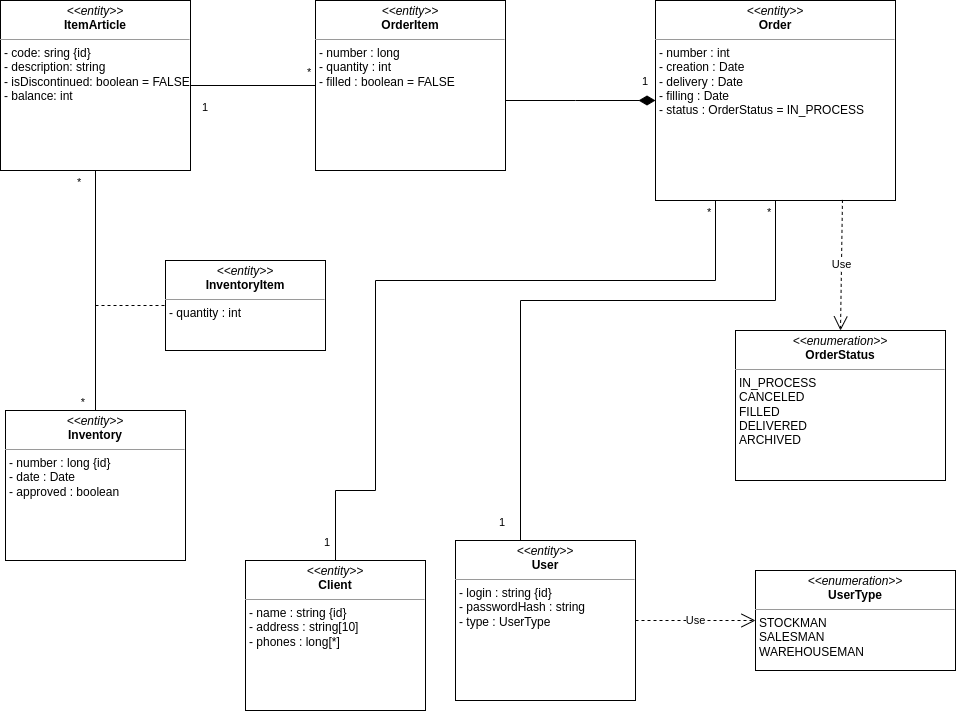 <<entity>>
ItemArticle
- code: sring {id}
- description: string
- isDiscontinued: boolean = FALSE
- balance: int
1
*
<<entity>>
OrderItem
- number : long
- quantity : int
- filled : boolean = FALSE
1
<<entity>>
Order
- number : int
- creation : Date
- delivery : Date
- filling : Date
- status : OrderStatus = IN_PROCESS
*
*
*
Use
<<entity>>
InventoryItem
- quantity : int
<<enumeration>>
OrderStatus
IN_PROCESS
CANCELED
FILLED
DELIVERED
ARCHIVED
*
<<entity>>
Inventory
- number : long {id}
- date : Date
- approved : boolean
1
<<entity>>
Client
- name : string {id}
- address : string[10]
- phones : long[*]
1
<<entity>>
User
- login : string {id}
- passwordHash : string
- type : UserType
Use
<<enumeration>>
UserType
STOCKMAN
SALESMAN
WAREHOUSEMAN